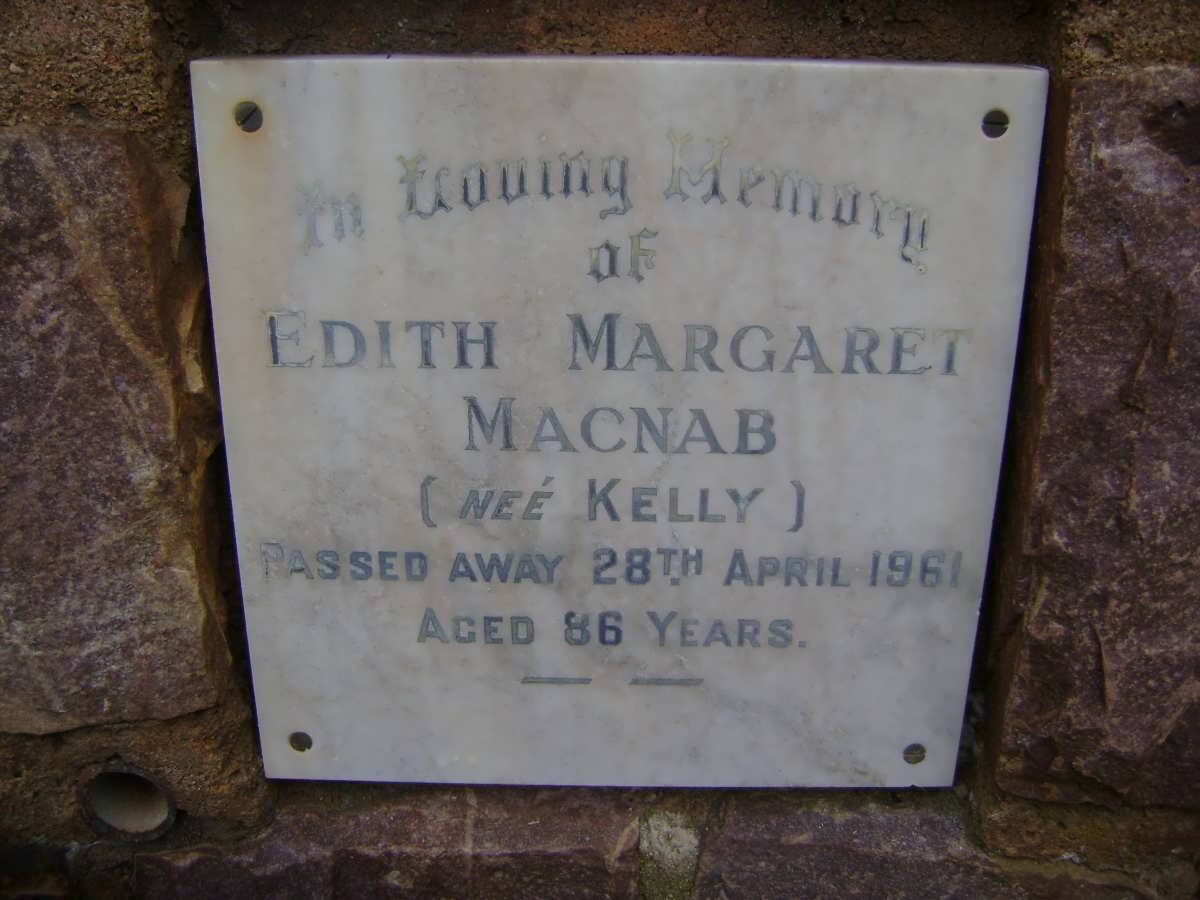 In Loving Memory
of
EDITH MARGARET
MACNAB
( NEÉ KELLY )
PASSED AWAY 28TH APRIL 1961
AGED 86 YEARS.